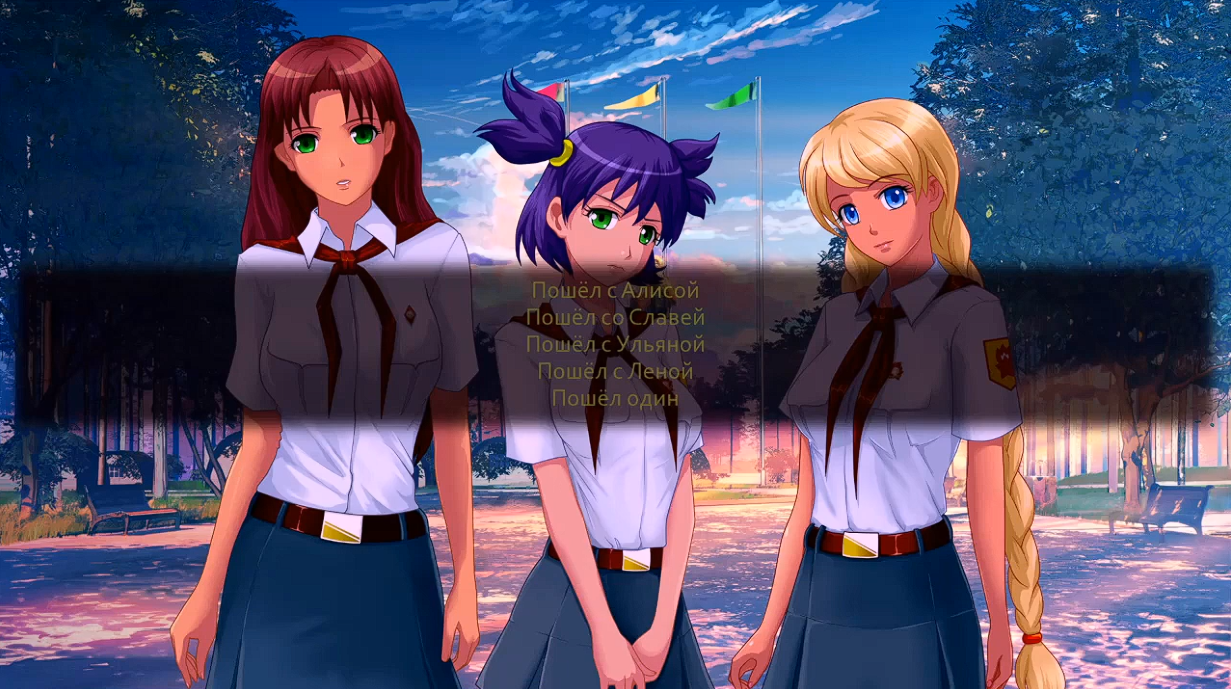 Пошёл с Алисой
Пошёл со Славей
Пошёл с Ульяной
Пошёл с Леной
Пошёл один